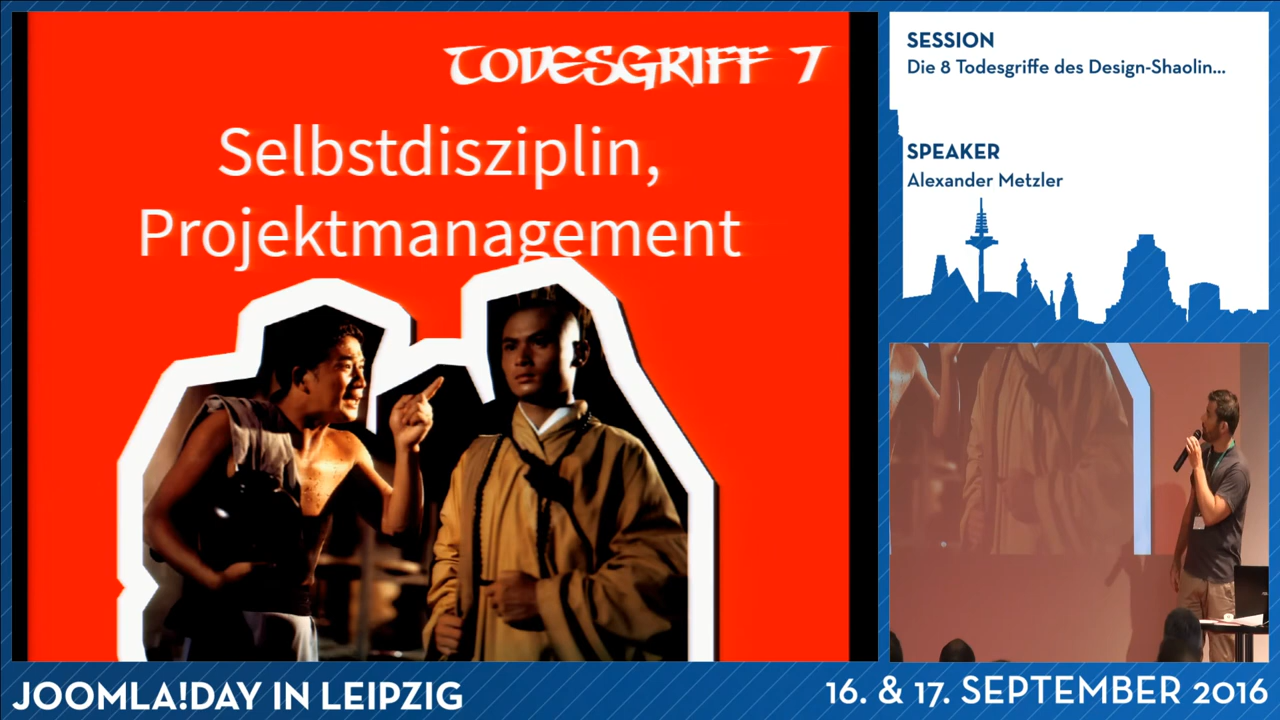 TODESGRIFF 7
Selbstdisziplin,
Projektmanagement
SESSION
Die 8 Todesgriffe des Design-Shaolin...
SPEAKER
Alexander Metzler
JOOMLA!DAY IN LEIPZIG
16. & 17. SEPTEMBER 2016